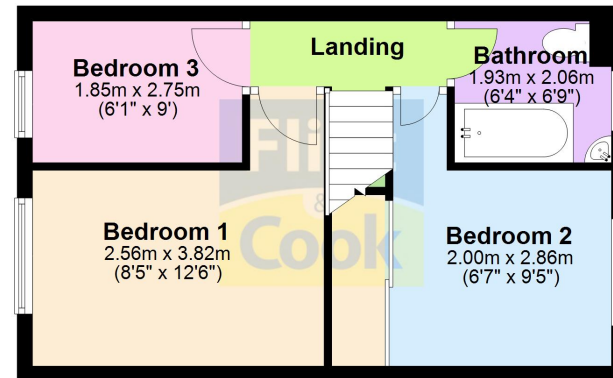 Landing
Bedroom 3
1.85m x 2.75m
(6'1" x 9')
Bathroom
1.93m x 2.06m
(6'4" x 6'9")
Bedroom 1
2.56m x 3.82m
(8'5" x 12'6")
Bedroom 2
2.00m x 2.86m
(6'7" x 9'5")
&
Cook